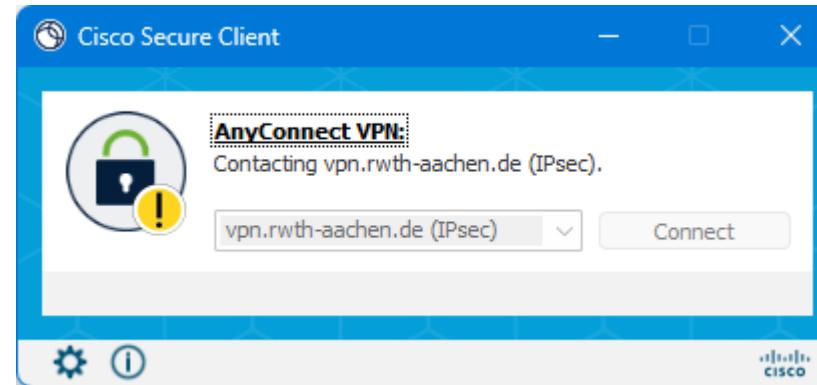 Cisco Secure Client
AnyConnect VPN:
Contacting vpn.rwth-aachen.de (IPsec).
vpn.rwth-aachen.de (IPsec)
Connect
CISCO